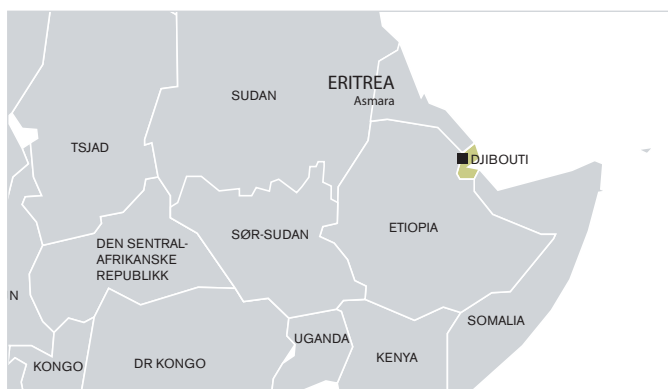 ERITREA
Asmara
SUDAN
TSJAD
DJIBOUTI
ETIOPIA
SØR-SUDAN
DEN SENTRAL-
AFRIKANSKE
REPUBLIKK
N
SOMALIA
UGANDA
KENYA
DR KONGO
KONGO